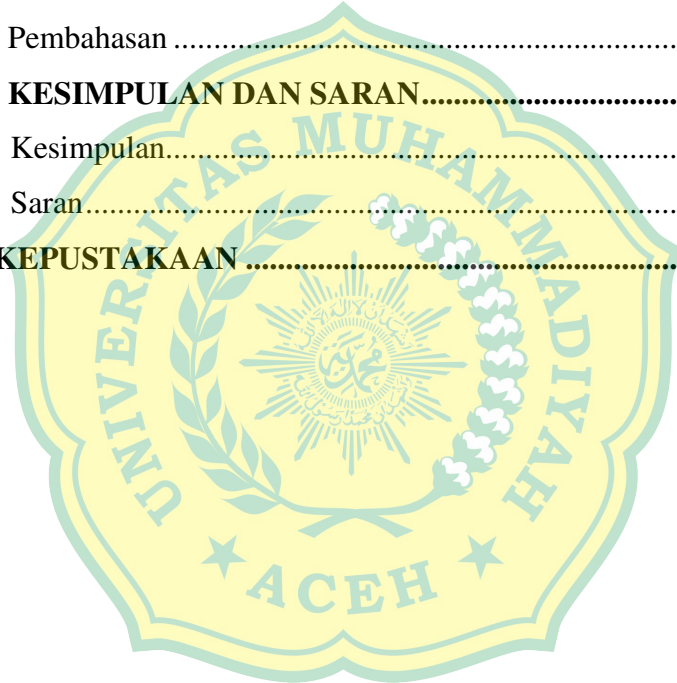 Pembahasan ...............................................................
KESIMPULAN DAN SARAN................................
Kesimpulan................................................................
Saran..........................................................................
KEPUSTAKAAN ......................................................
UNIVERSITAS MUHAMMADIYAH
ACEH